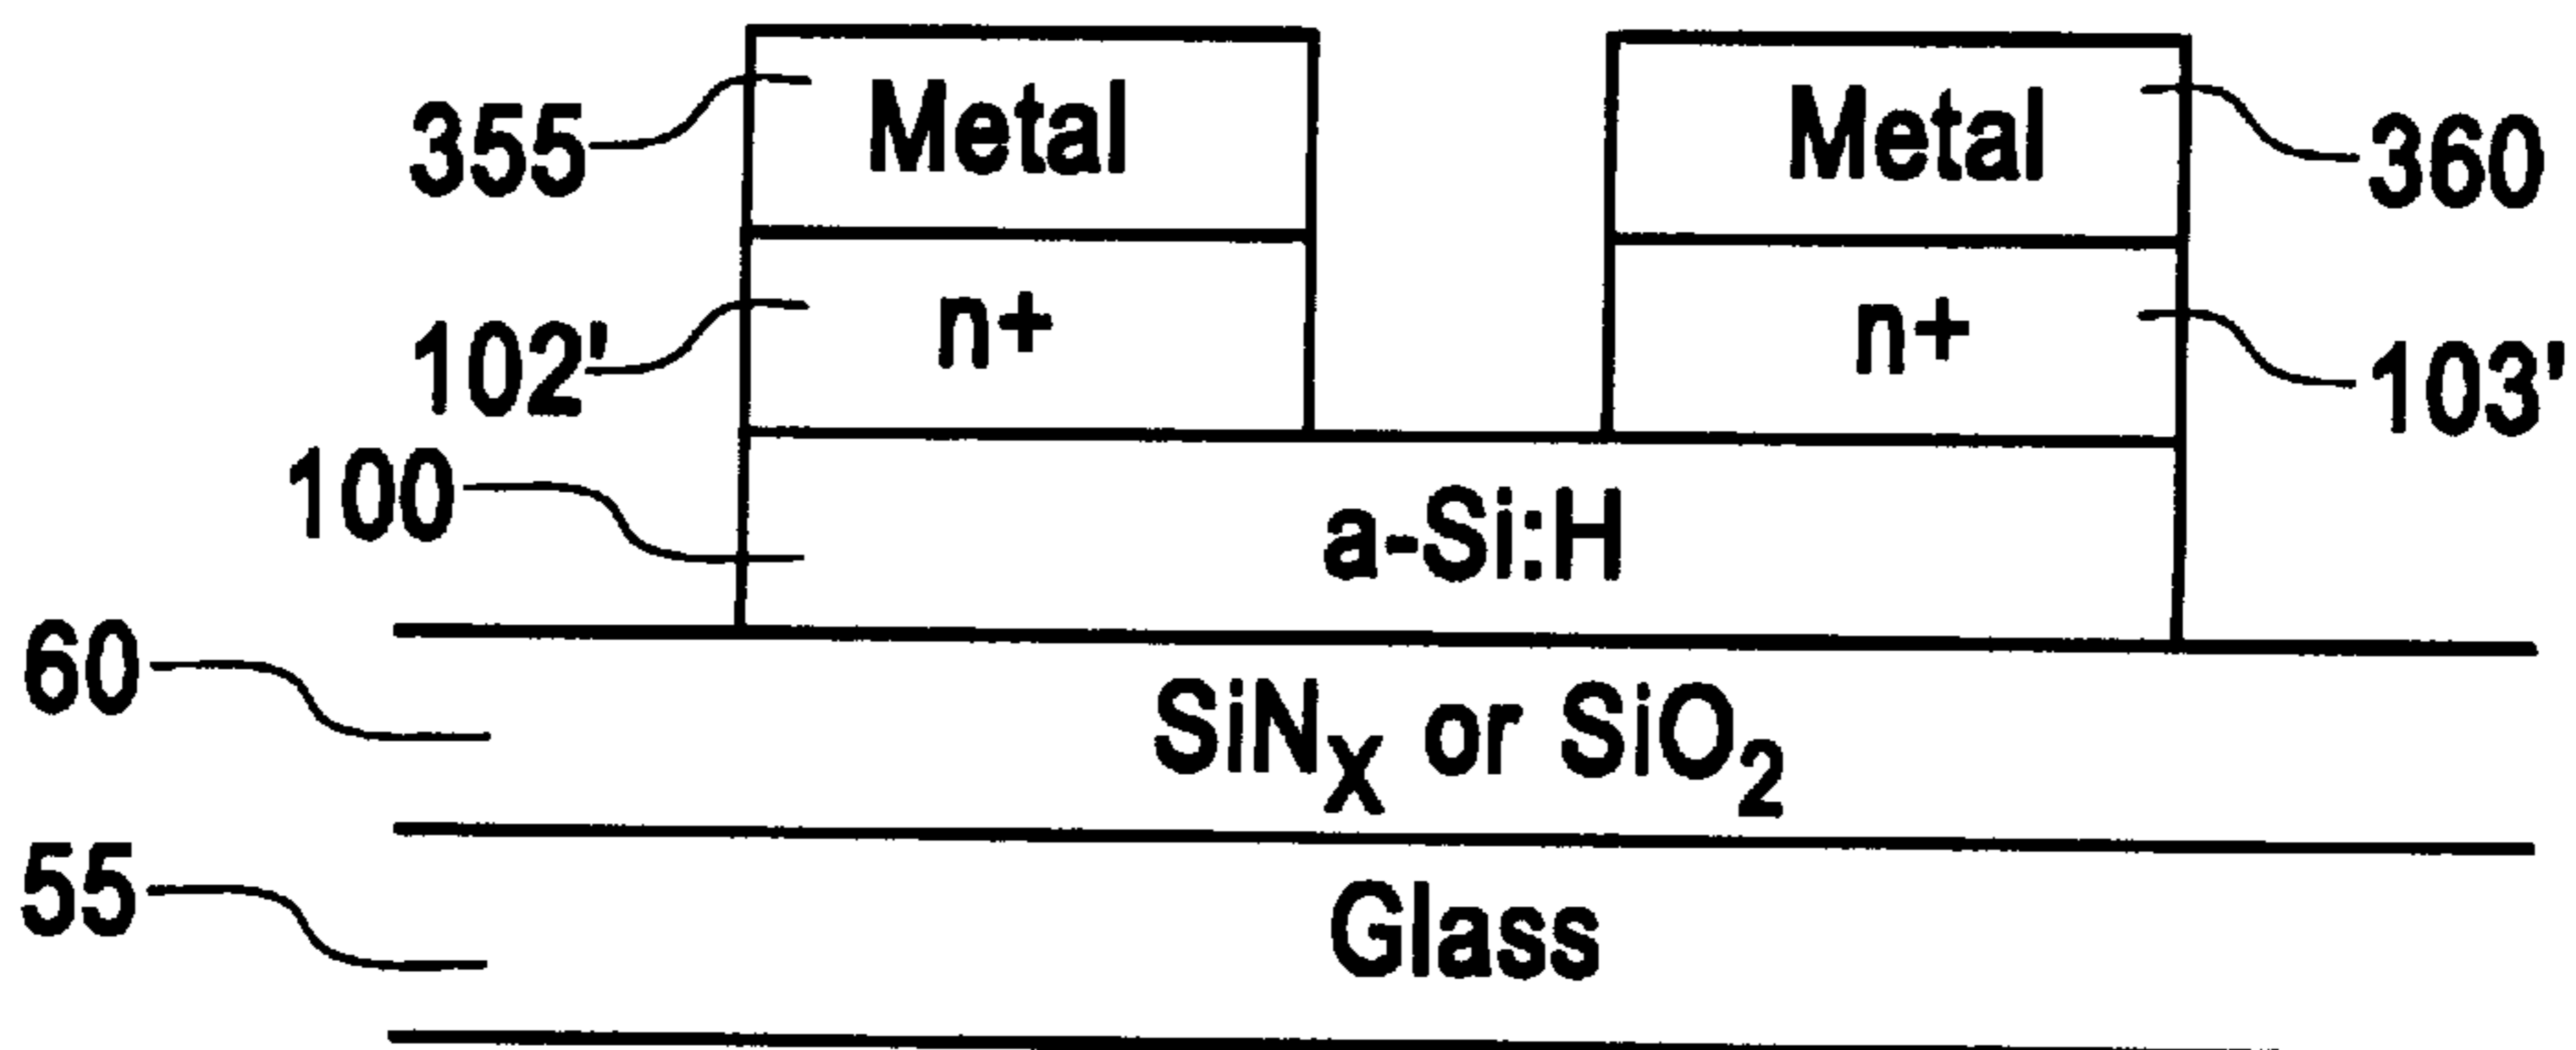 355 Metal Metal 360
102' n+ n+ 103'
100 a-Si:H
60 SiNX or SiO2
55 Glass